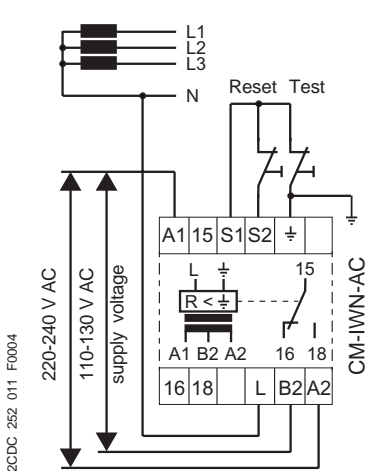 L1
L2
L3
N
Reset Test
A1 15 S1 S2 ⏚
L ⏚ 15
R < ⏚
A1 B2 A2 16 18
16 18 L B2 A2
220-240 V AC
110-130 V AC
supply voltage
CM-IWN-AC
2CDC 252 011 F0004